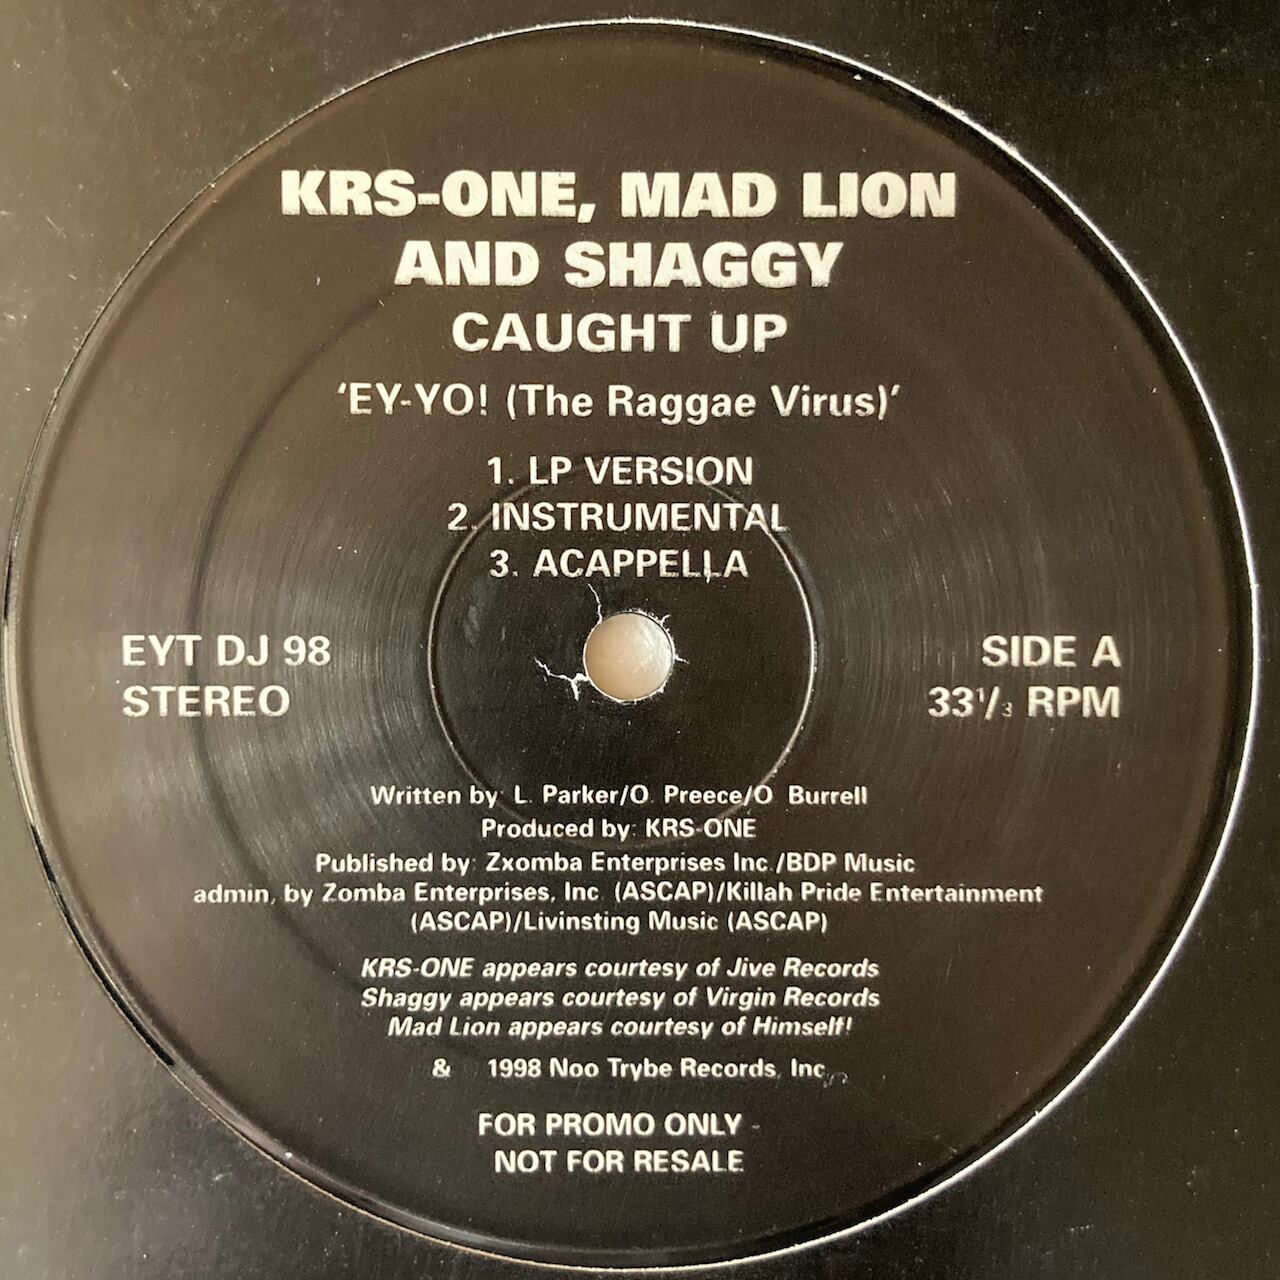 KRS-ONE, MAD LION
AND SHAGGY
CAUGHT UP
‘EY-YO! (The Raggae Virus)’
1. LP VERSION
2. INSTRUMENTAL
3. ACAPPELLA
EYT DJ 98
STEREO
SIDE A
33 1/3 RPM
Written by: L. Parker/O. Preece/O Burrell
Produced by: KRS-ONE
Published by: Zxomba Enterprises Inc./BDP Music
admin, by Zomba Enterprises, Inc. (ASCAP)/Killah Pride Entertainment
(ASCAP)/Livinsting Music (ASCAP)
KRS-ONE appears courtesy of Jive Records
Shaggy appears courtesy of Virgin Records
Mad Lion appears courtesy of Himself!
& 1998 Noo Trybe Records, Inc.
FOR PROMO ONLY -
NOT FOR RESALE